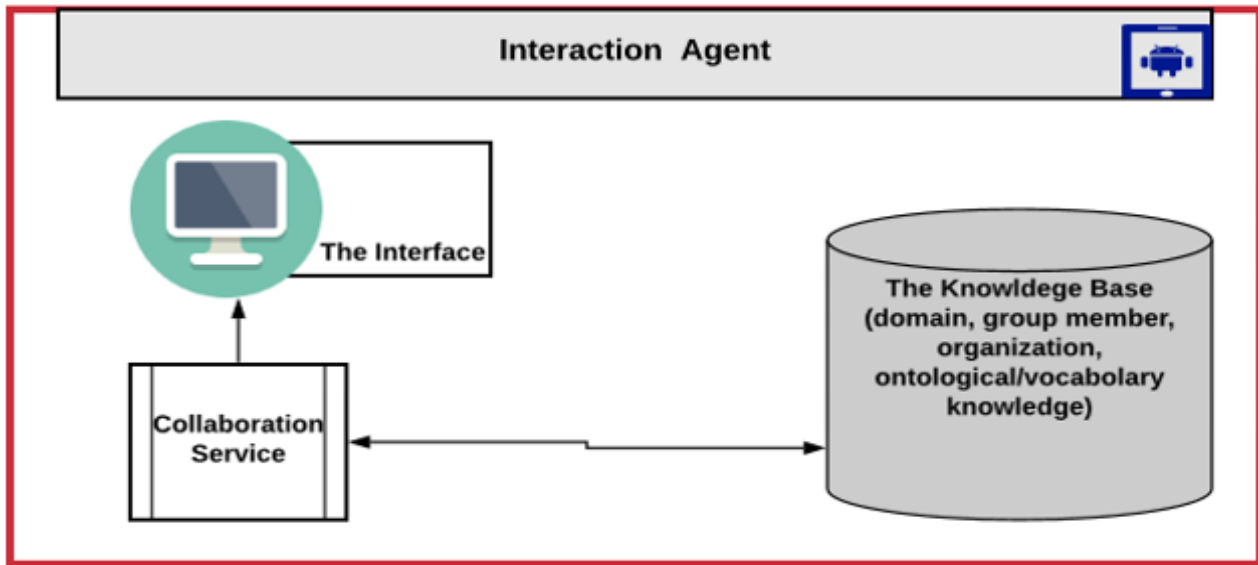 Interaction  Agent
The Interface
The Knowldege Base
(domain, group member,
organization,
ontological/vocabolary
knowledge)
Collaboration
Service